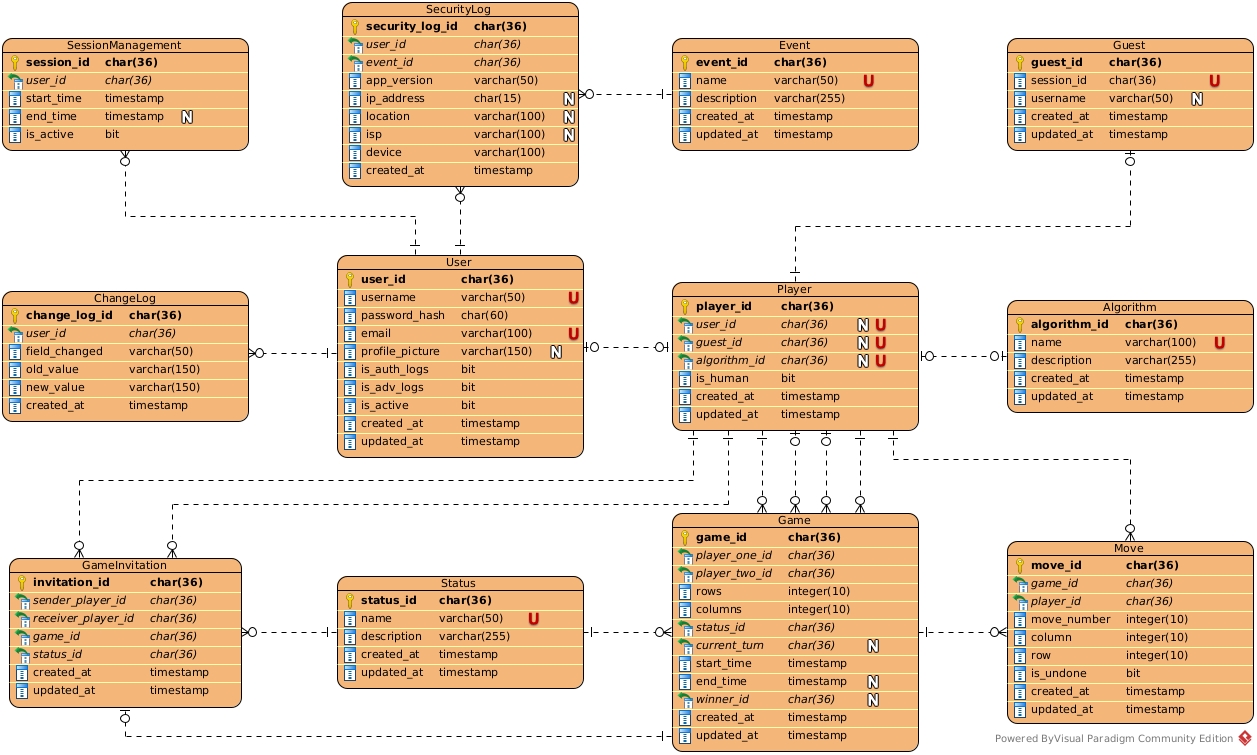 SessionManagement
session_id char(36)
user_id char(36)
start_time timestamp
end_time timestamp N
is_active bit
SecurityLog
security_log_id char(36)
user_id char(36)
event_id char(36)
app_version varchar(50)
ip_address char(15) N
location varchar(100) N
isp varchar(100) N
device varchar(100)
created_at timestamp
Event
event_id char(36)
name varchar(50) U
description varchar(255)
created_at timestamp
updated_at timestamp
Guest
guest_id char(36)
session_id char(36) U
username varchar(50) N
created_at timestamp
updated_at timestamp
ChangeLog
change_log_id char(36)
user_id char(36)
field_changed varchar(50)
old_value varchar(150)
new_value varchar(150)
created_at timestamp
User
user_id char(36)
username varchar(50) U
password_hash char(60)
email varchar(100) U
profile_picture varchar(150) N
is_auth_logs bit
is_adv_logs bit
is_active bit
created _at timestamp
updated_at timestamp
Player
player_id char(36)
user_id char(36) N U
guest_id char(36) N U
algorithm_id char(36) N U
is_human bit
created_at timestamp
updated_at timestamp
Algorithm
algorithm_id char(36)
name varchar(100) U
description varchar(255)
created_at timestamp
updated_at timestamp
GameInvitation
invitation_id char(36)
sender_player_id char(36)
receiver_player_id char(36)
game_id char(36)
status_id char(36)
created_at timestamp
updated_at timestamp
Status
status_id char(36)
name varchar(50) U
description varchar(255)
created_at timestamp
updated_at timestamp
Game
game_id char(36)
player_one_id char(36)
player_two_id char(36)
rows integer(10)
columns integer(10)
status_id char(36)
current_turn char(36) N
start_time timestamp
end_time timestamp N
winner_id char(36) N
created_at timestamp
updated_at timestamp
Move
move_id char(36)
game_id char(36)
player_id char(36)
move_number integer(10)
column integer(10)
row integer(10)
is_undone bit
created_at timestamp
updated_at timestamp
Powered ByVisual Paradigm Community Edition